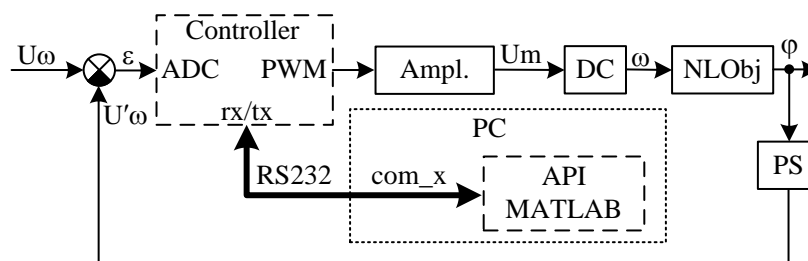 Controller
Uω
ε
ADC
PWM
rx/tx
Ampl.
Um
DC
ω
NLObj
φ
U′ω
PC
PS
RS232
com_x
API
MATLAB